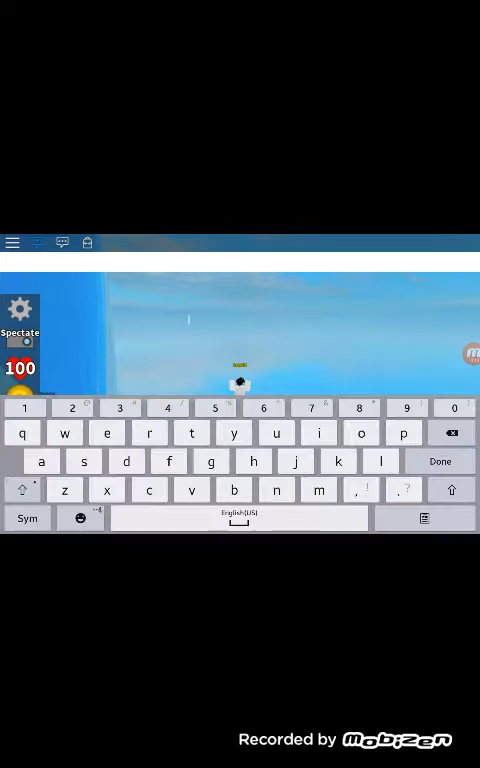 Spectate
100
1 2 3 4 5 6 7 8 9 0
q w e r t y u i o p
a s d f g h j k l Done
z x c v b n m , ! . ?
Sym English(US)
Recorded by Mobizen